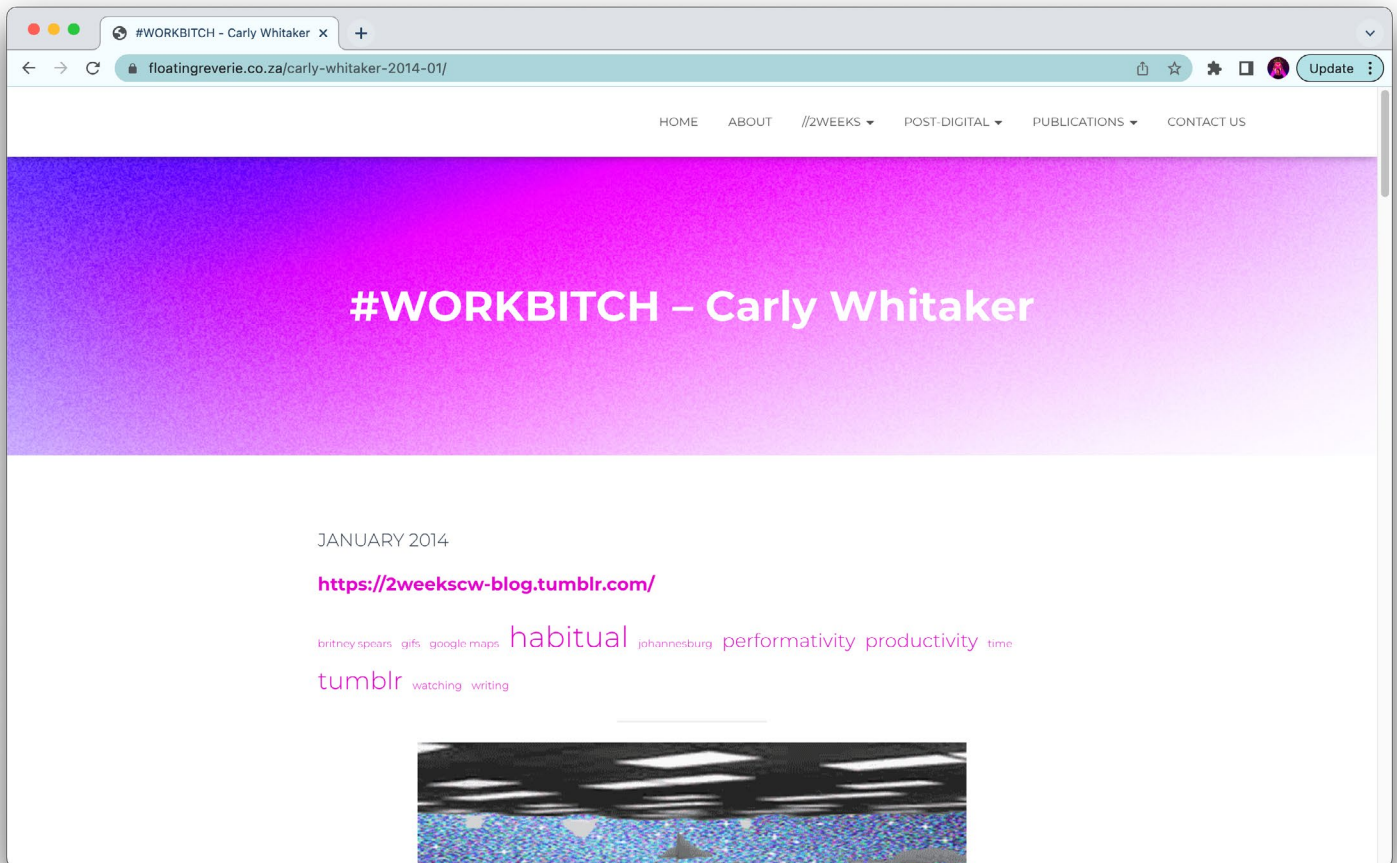 #WORKBITCH - Carly Whitaker
floatingreverie.co.za/carly-whitaker-2014-01/
Update
HOME ABOUT //2WEEKS POST-DIGITAL PUBLICATIONS CONTACT US
#WORKBITCH – Carly Whitaker
JANUARY 2014
https://2weekscw-blog.tumblr.com/
britney spears gifs google maps habitual johannesburg performativity productivity time
tumblr watching writing